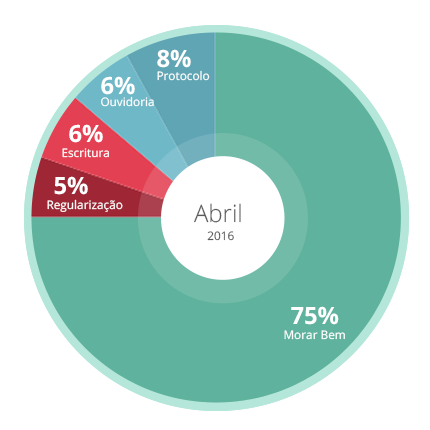 8%
Protocolo
6%
Ouvidoria
6%
Escritura
5%
Regularização
Abril
2016
75%
Morar Bem